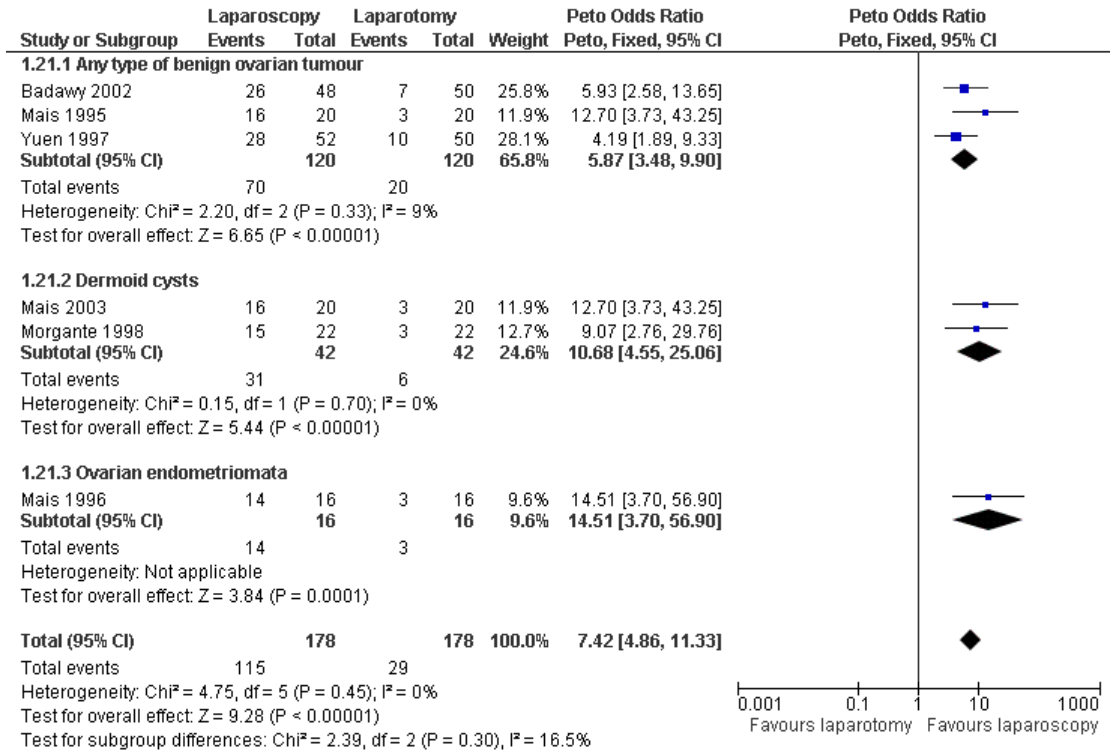 Laparoscopy Laparotomy Peto Odds Ratio Peto Odds Ratio
Study or Subgroup Events Total Events Total Weight Peto, Fixed, 95% CI Peto, Fixed, 95% CI
1.21.1 Any type of benign ovarian tumour
Badawy 2002 26 48 7 50 25.8% 5.93 [2.58, 13.65]
Mais 1995 16 20 3 20 11.9% 12.70 [3.73, 43.25]
Yuen 1997 28 52 10 50 28.1% 4.19 [1.89, 9.33]
Subtotal (95% CI) 120 120 65.8% 5.87 [3.48, 9.90]
Total events 70 20
Heterogeneity: Chi² = 2.20, df = 2 (P = 0.33); I² = 9%
Test for overall effect: Z = 6.65 (P < 0.00001)
1.21.2 Dermoid cysts
Mais 2003 16 20 3 20 11.9% 12.70 [3.73, 43.25]
Morgante 1998 15 22 3 22 12.7% 9.07 [2.76, 29.76]
Subtotal (95% CI) 42 42 24.6% 10.68 [4.55, 25.06]
Total events 31 6
Heterogeneity: Chi² = 0.15, df = 1 (P = 0.70); I² = 0%
Test for overall effect: Z = 5.44 (P < 0.00001)
1.21.3 Ovarian endometriomata
Mais 1996 14 16 3 16 9.6% 14.51 [3.70, 56.90]
Subtotal (95% CI) 16 16 9.6% 14.51 [3.70, 56.90]
Total events 14 3
Heterogeneity: Not applicable
Test for overall effect: Z = 3.84 (P = 0.0001)
Total (95% CI) 178 178 100.0% 7.42 [4.86, 11.33]
Total events 115 29
Heterogeneity: Chi² = 4.75, df = 5 (P = 0.45); I² = 0%
Test for overall effect: Z = 9.28 (P < 0.00001)
Test for subgroup differences: Chi² = 2.39, df = 2 (P = 0.30), I² = 16.5%
0.001 0.1 1 10 1000
Favours laparotomy Favours laparoscopy